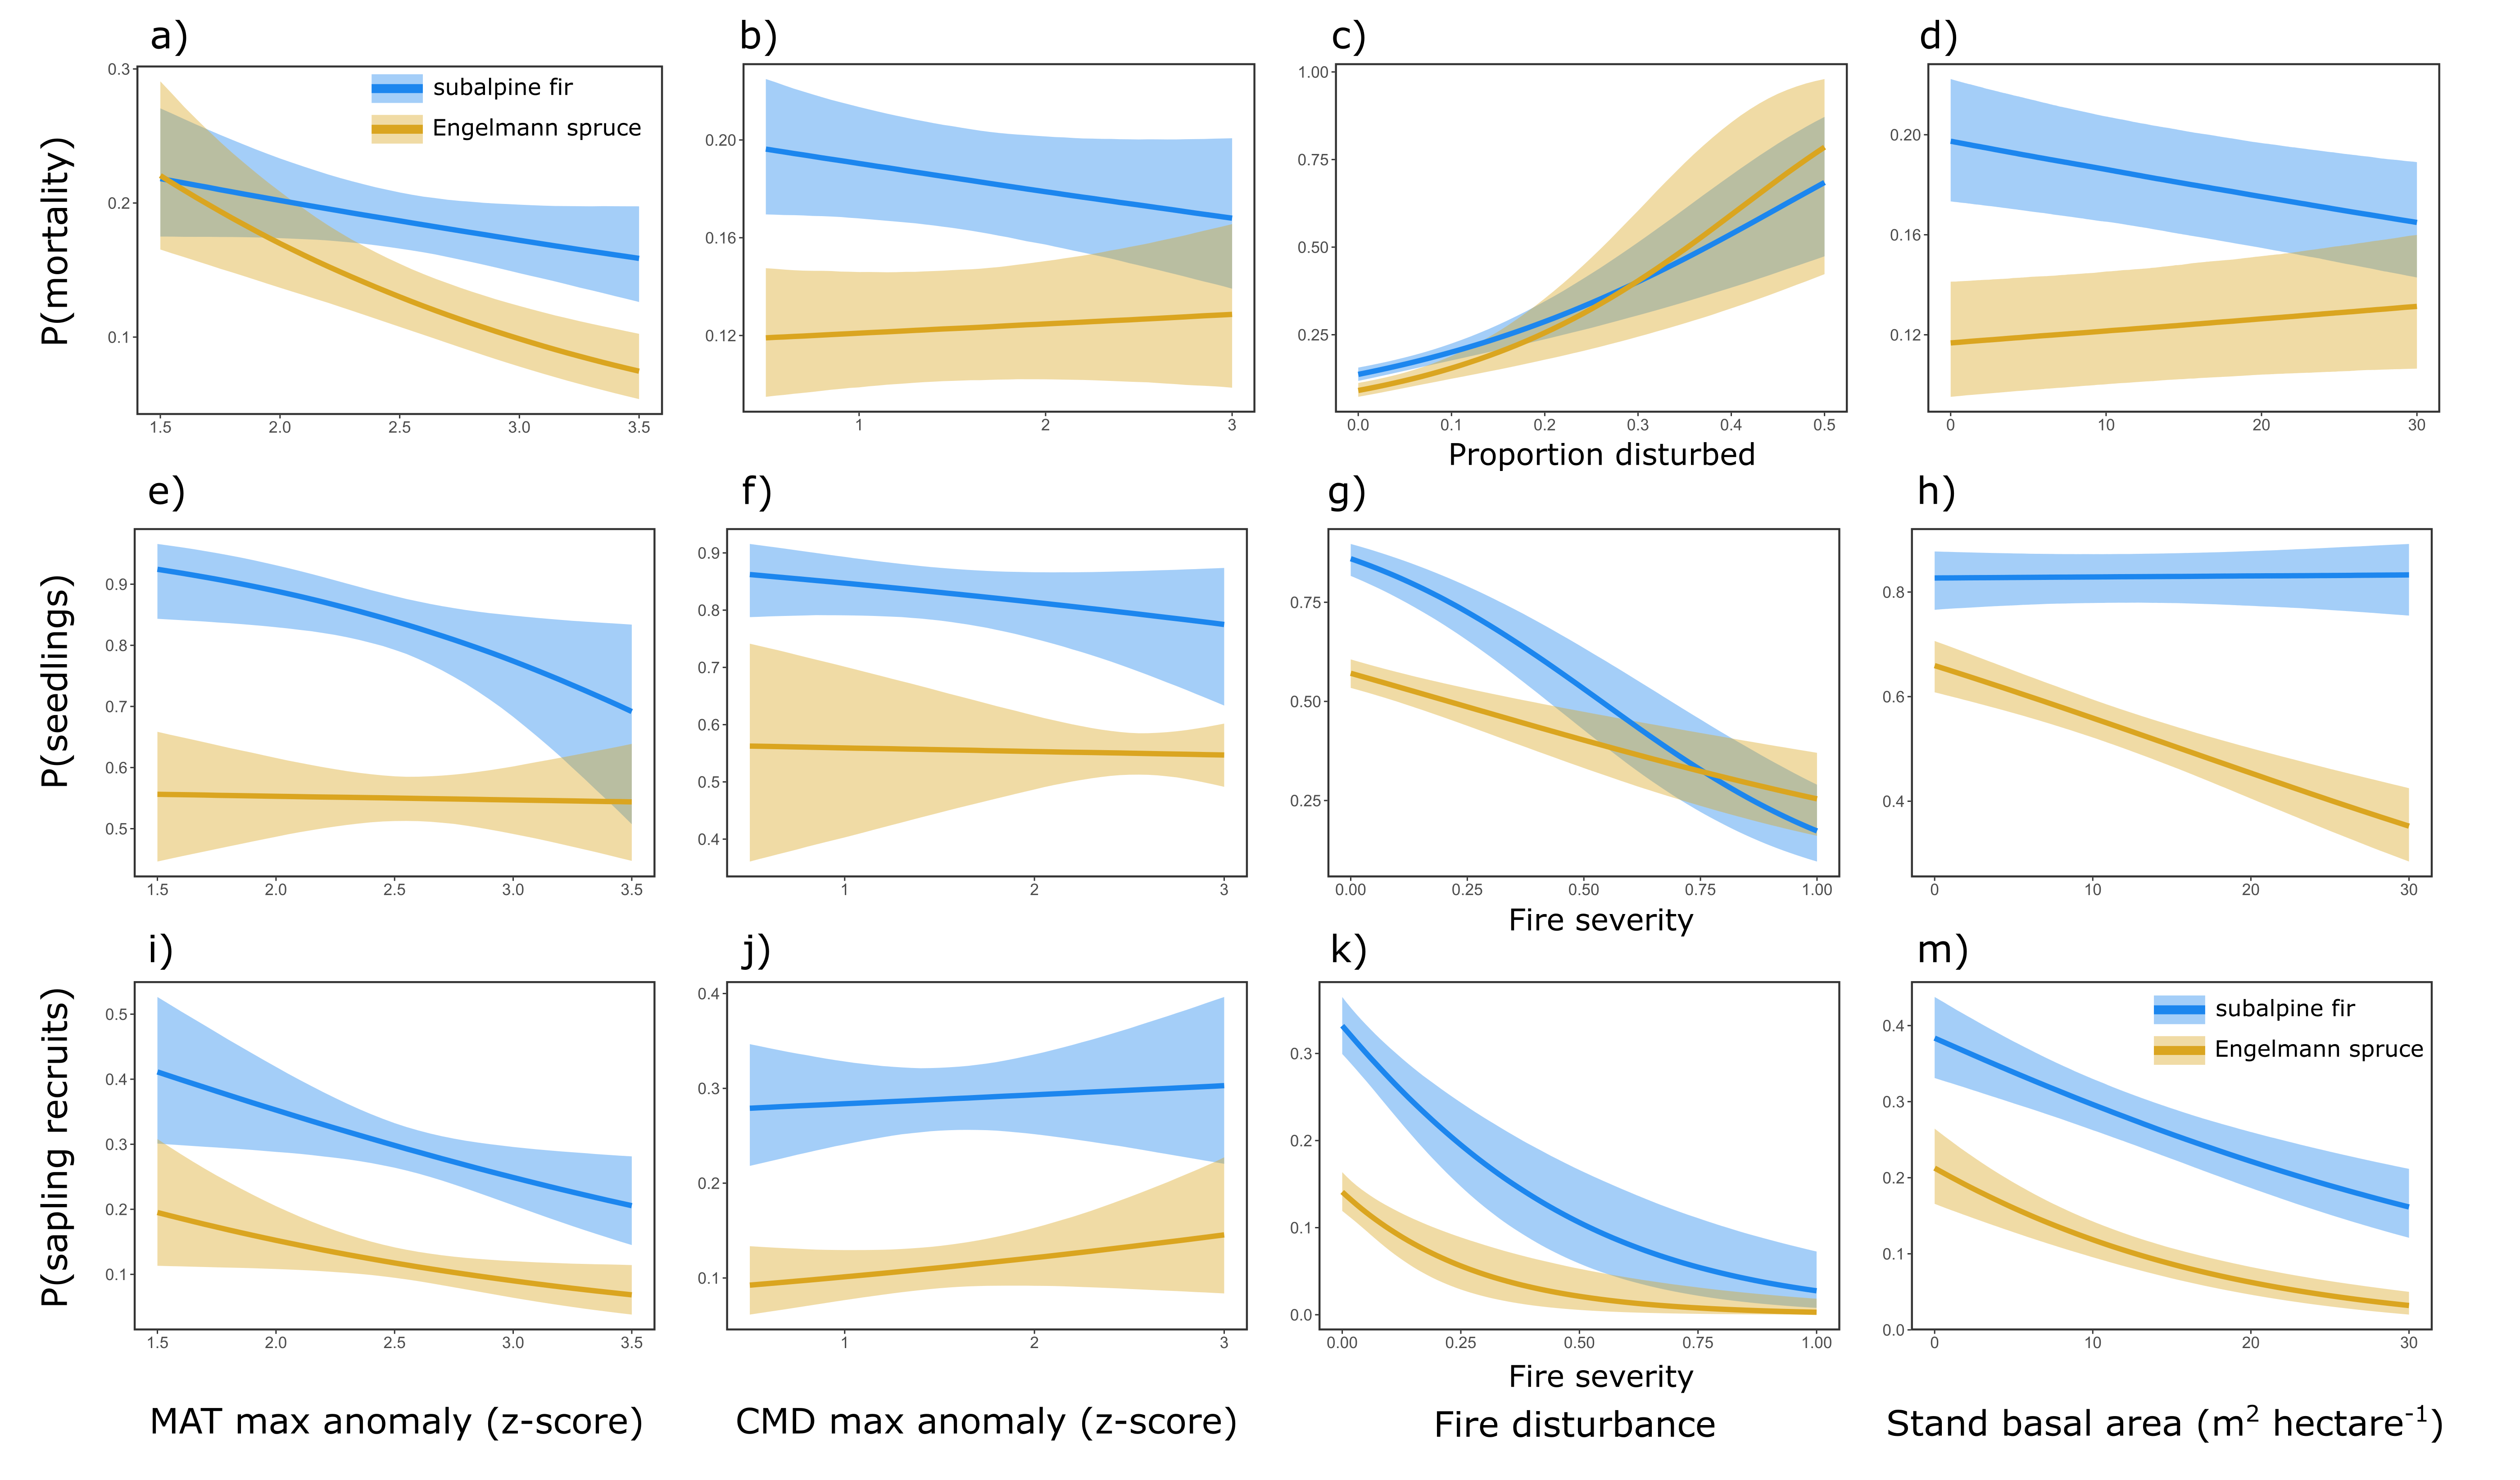 a) b) c) d)
P(mortality)
0.3 0.2 0.1
subalpine fir
Engelmann spruce
1.5 2.0 2.5 3.0 3.5
0.20 0.16 0.12
1 2 3
1.00 0.75 0.50 0.25
0.0 0.1 0.2 0.3 0.4 0.5
Proportion disturbed
0.20 0.16 0.12
0 10 20 30
e) f) g) h)
P(seedlings)
0.9 0.8 0.7 0.6 0.5
1.5 2.0 2.5 3.0 3.5
0.9 0.8 0.7 0.6 0.5 0.4
1 2 3
0.75 0.50 0.25
0.00 0.25 0.50 0.75 1.00
Fire severity
0.8 0.6 0.4
0 10 20 30
i) j) k) m)
P(sapling recruits)
0.5 0.4 0.3 0.2 0.1
1.5 2.0 2.5 3.0 3.5
0.4 0.3 0.2 0.1
1 2 3
0.3 0.2 0.1 0.0
0.00 0.25 0.50 0.75 1.00
Fire severity
0.4 0.3 0.2 0.1 0.0
subalpine fir
Engelmann spruce
0 10 20 30
MAT max anomaly (z-score)
CMD max anomaly (z-score)
Fire disturbance
Stand basal area (m² hectare⁻¹)